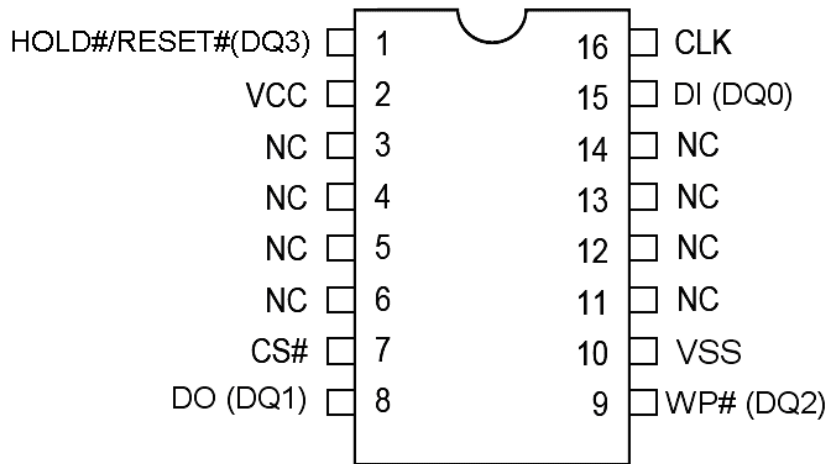 HOLD#/RESET#(DQ3) 1 16 CLK
VCC 2 15 DI (DQ0)
NC 3 14 NC
NC 4 13 NC
NC 5 12 NC
NC 6 11 NC
CS# 7 10 VSS
DO (DQ1) 8 9 WP# (DQ2)